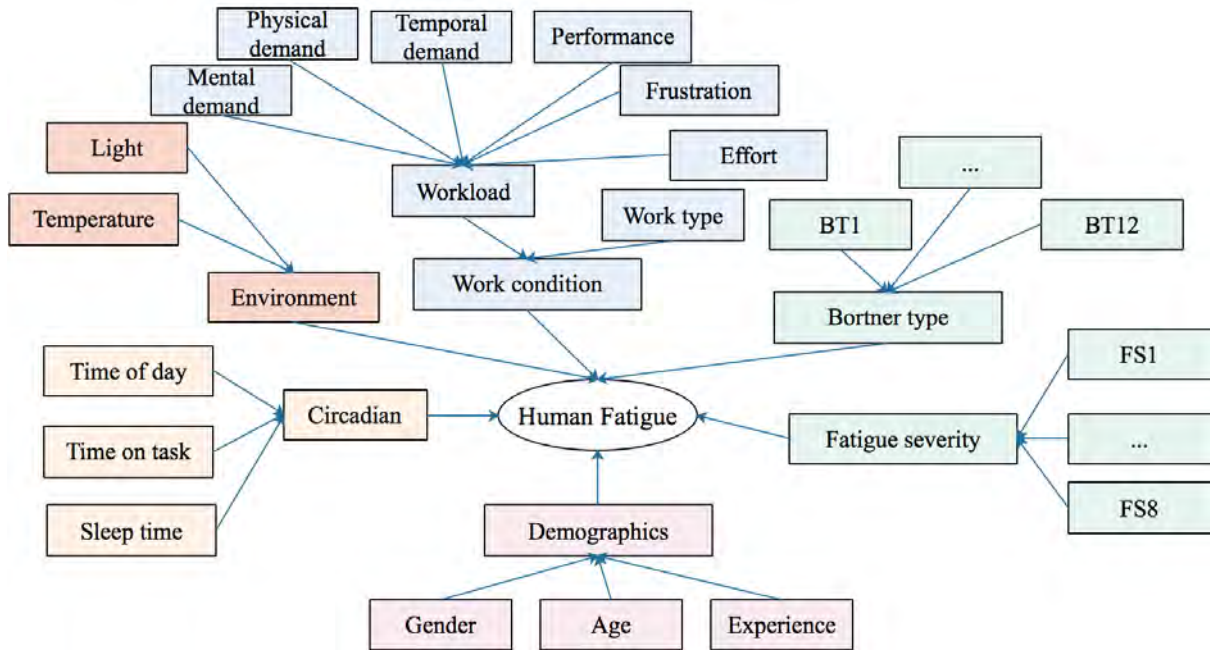 Physical
demand
Temporal
demand
Performance
Mental
demand
Frustration
Light
Effort
...
Workload
Temperature
Work type
BT1
BT12
Environment
Work condition
Bortner type
Time of day
FS1
Circadian
Human Fatigue
Time on task
Fatigue severity
...
Sleep time
FS8
Demographics
Gender
Age
Experience